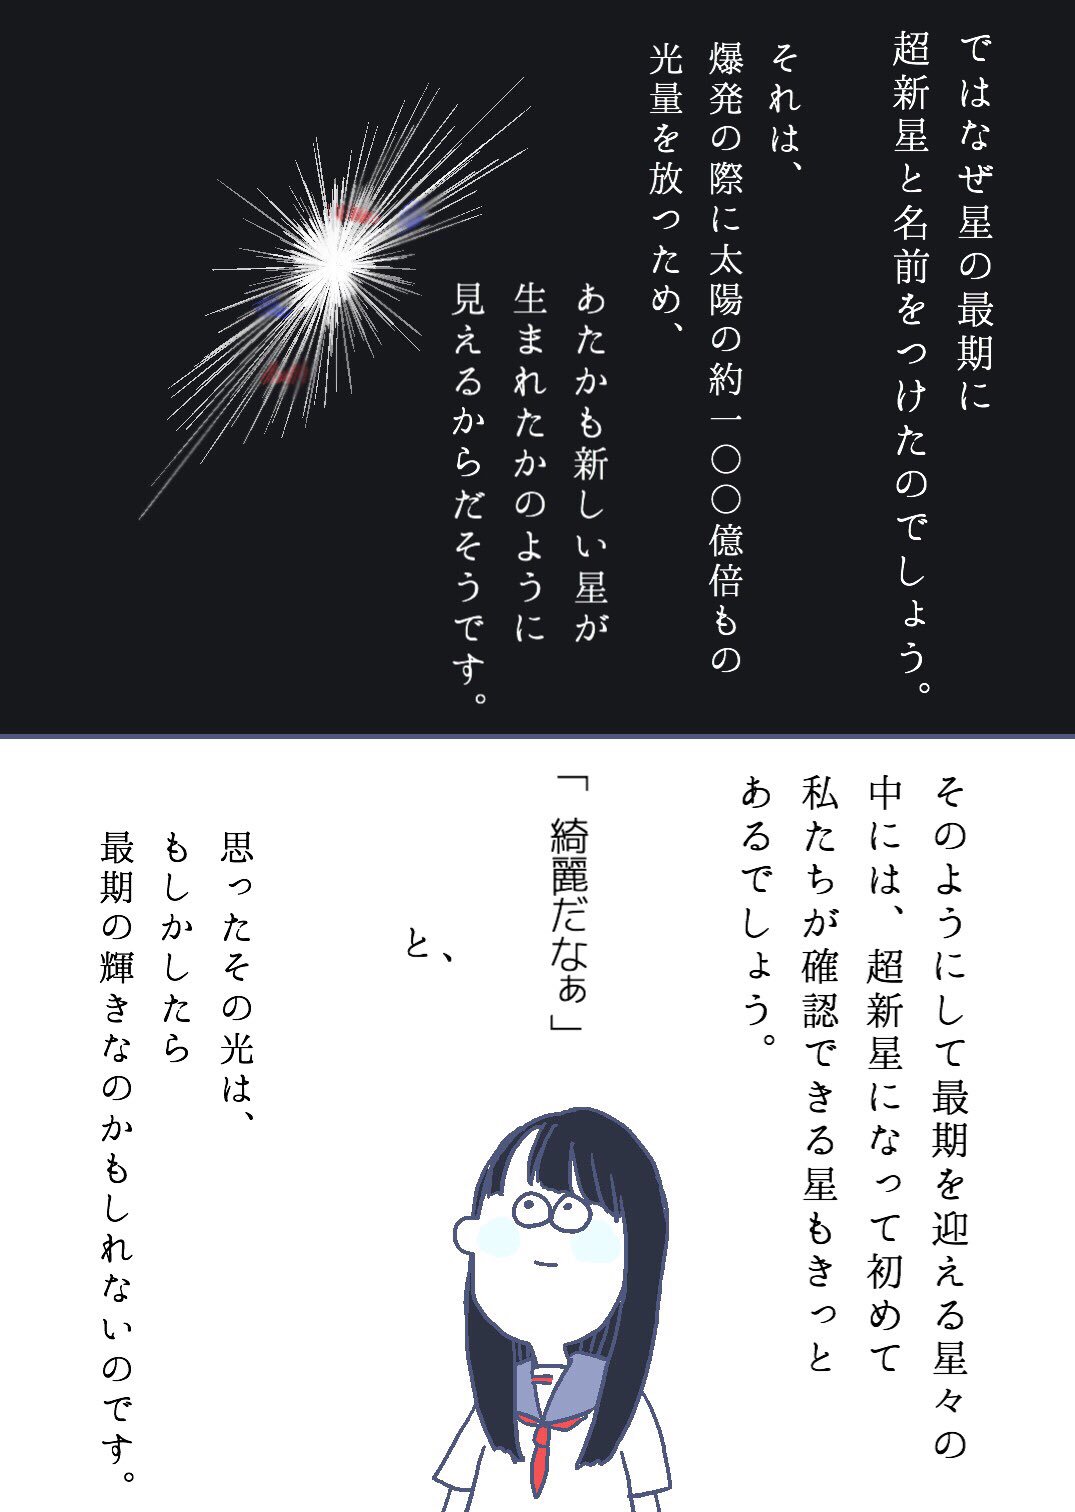 ではなぜ星の最期に
超新星と名前をつけたのでしょう。
それは、
爆発の際に太陽の約一〇〇億倍もの
光量を放つため、
あたかも新しい星が
生まれたかのように
見えるからだそうです。
そのようにして最期を迎える星々の
中には、超新星になって初めて
私たちが確認できる星もきっと
あるでしょう。
「綺麗だなぁ」
と、
思ったその光は、
もしかしたら
最期の輝きなのかもしれないのです。